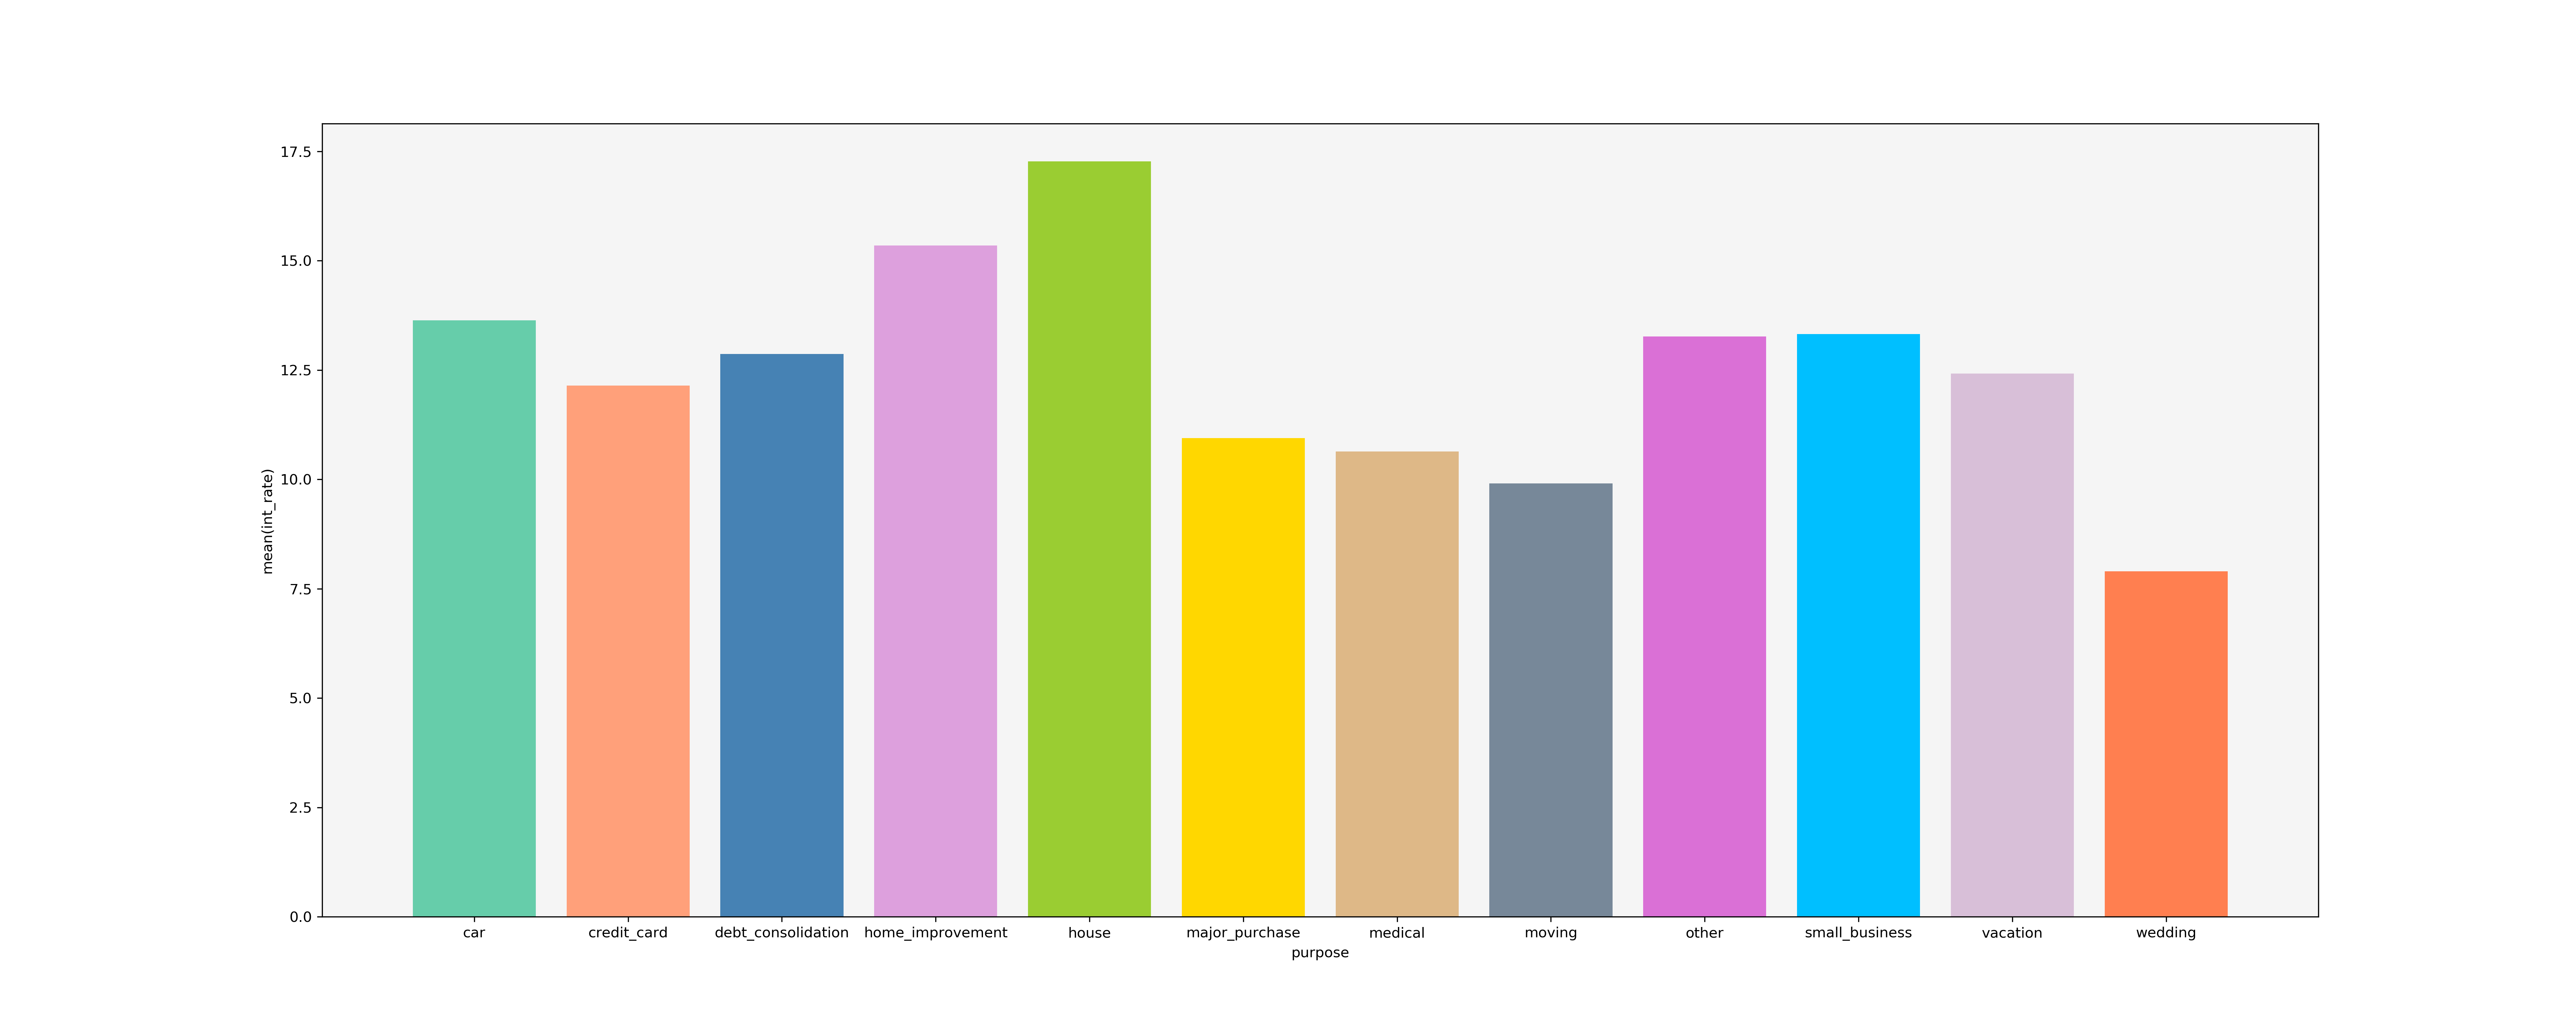 17.5
15.0
12.5
10.0
7.5
5.0
2.5
0.0
mean(int_rate)
car credit_card debt_consolidation home_improvement house major_purchase medical moving other small_business vacation wedding
purpose